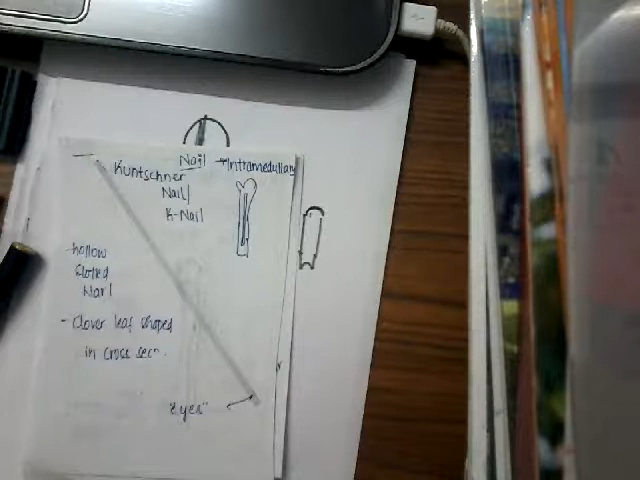 Nail → Intramedullary
Kuntschner
Nail/
K-Nail
- hollow
slotted
Nail
- Clover leaf shaped
in cross secn.
"eyes"